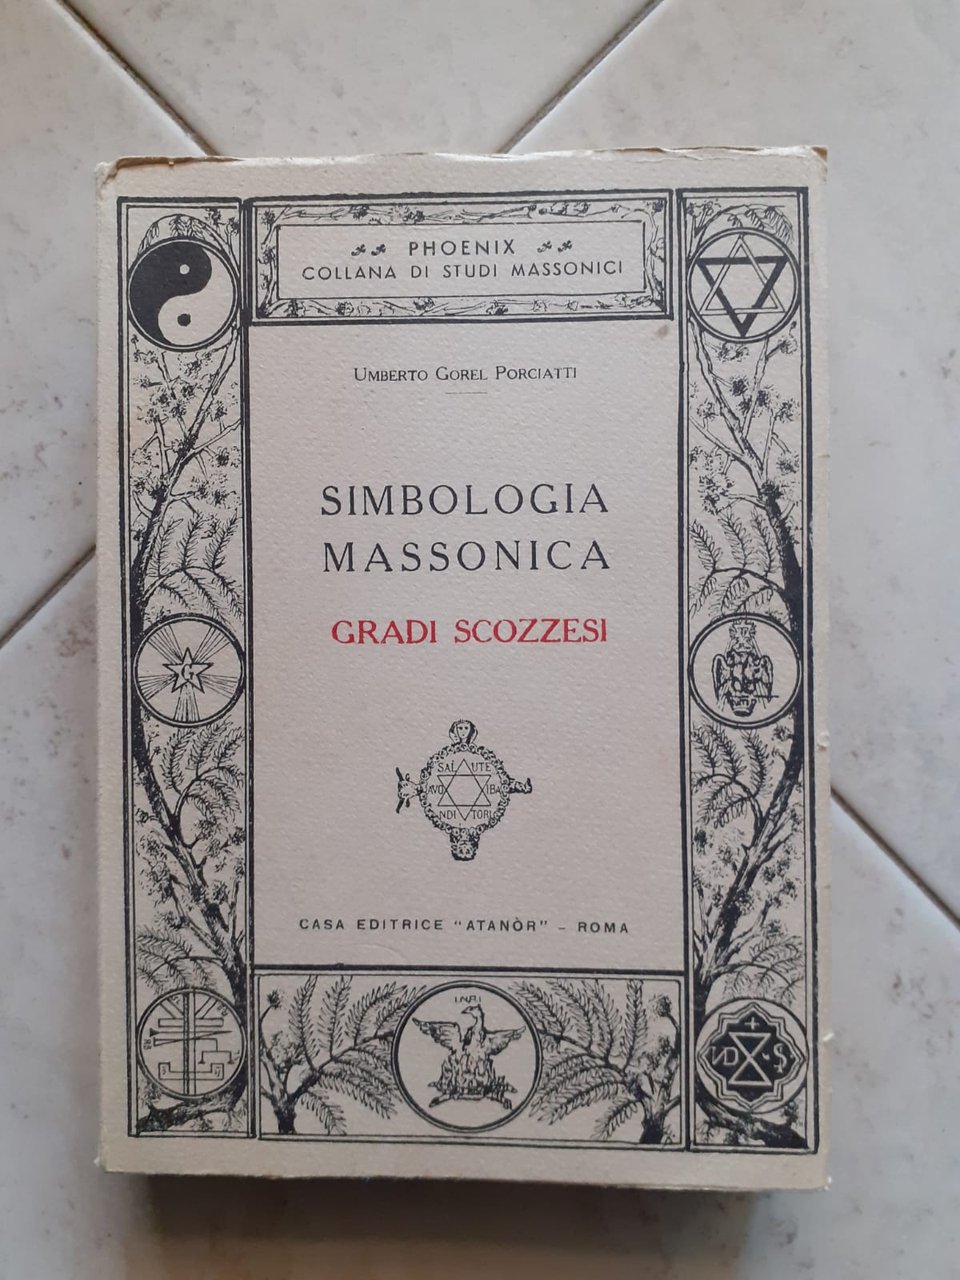 PHOENIX
COLLANA DI STUDI MASSONICI
UMBERTO GOREL PORCIATTI
SIMBOLOGIA
MASSONICA
GRADI SCOZZESI
G
SAL UTE
AVO IBA
NDI TORI
CASA EDITRICE "ATANÒR" - ROMA
I.N.R.I